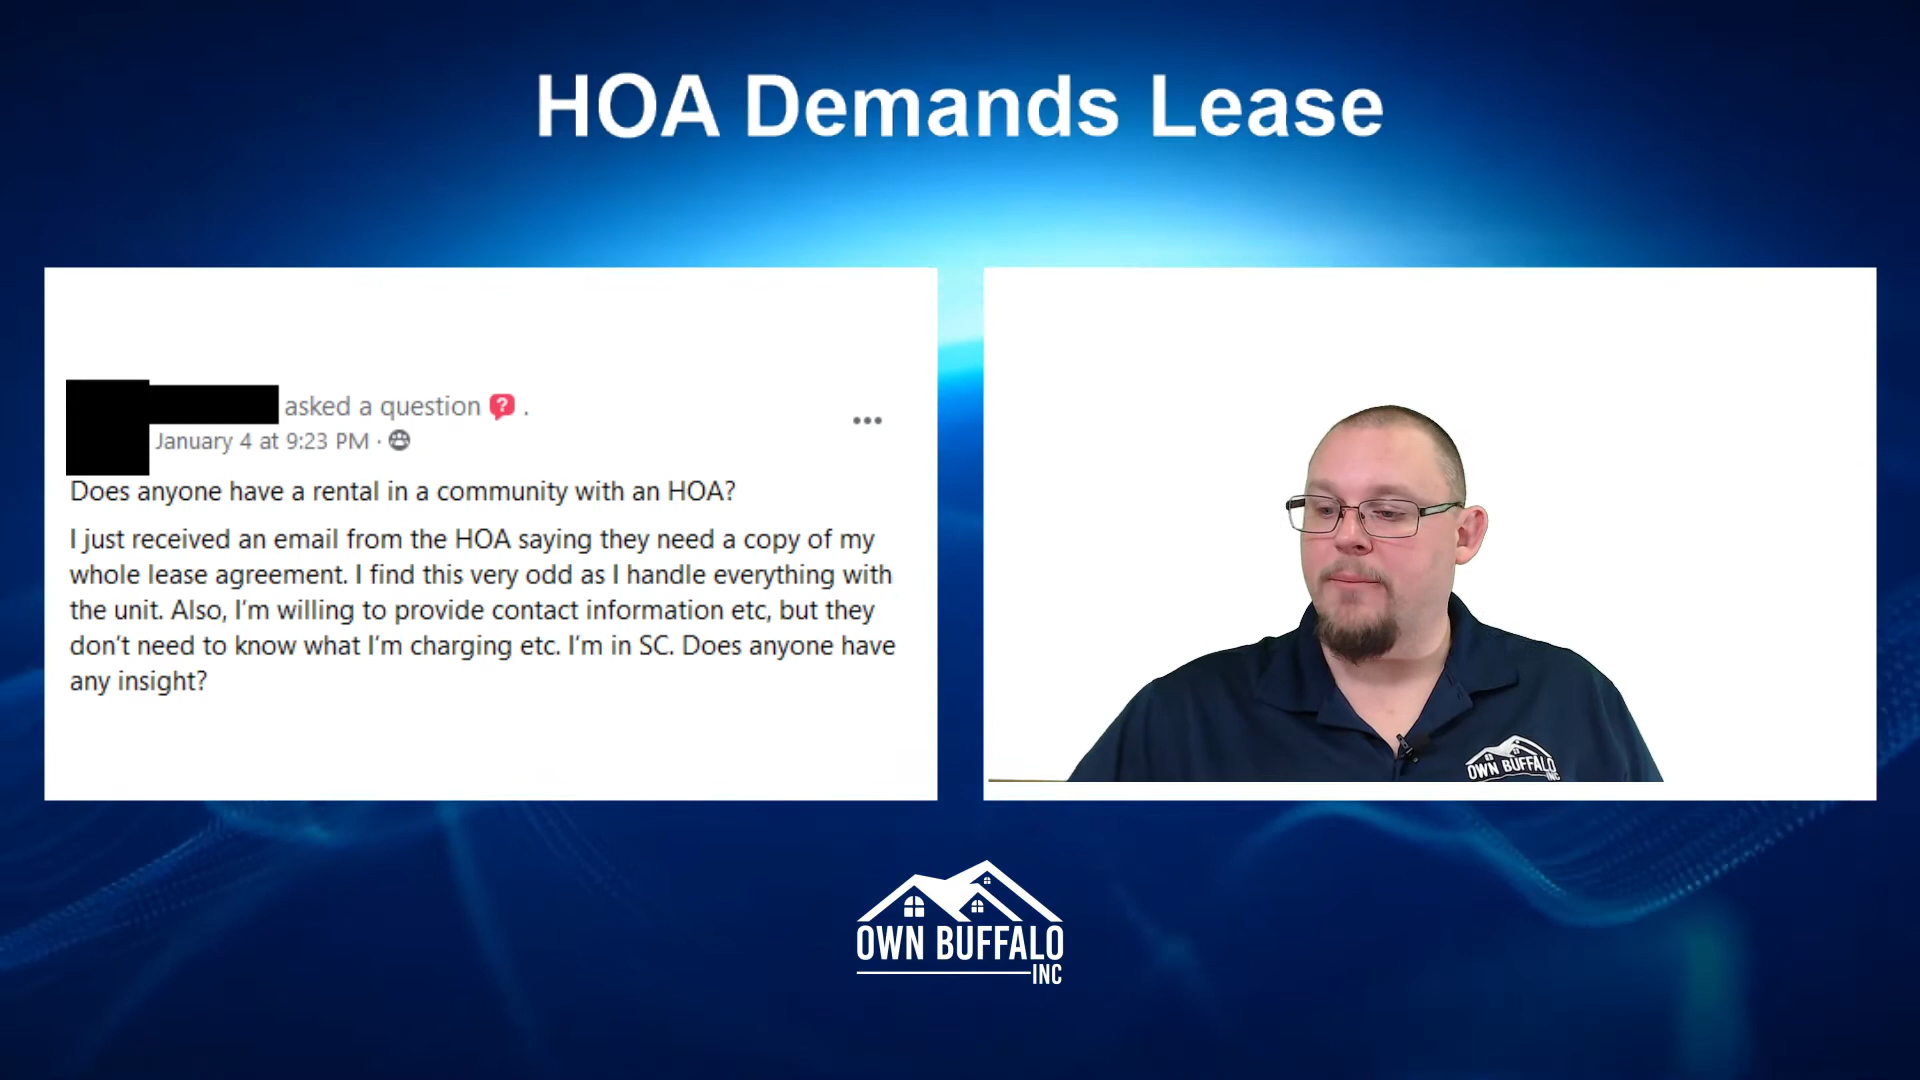 HOA Demands Lease
asked a question ? .
January 4 at 9:23 PM ·
Does anyone have a rental in a community with an HOA?
I just received an email from the HOA saying they need a copy of my
whole lease agreement. I find this very odd as I handle everything with
the unit. Also, I'm willing to provide contact information etc, but they
don't need to know what I'm charging etc. I'm in SC. Does anyone have
any insight?
OWN BUFFALO
INC
OWN BUFFALO
INC